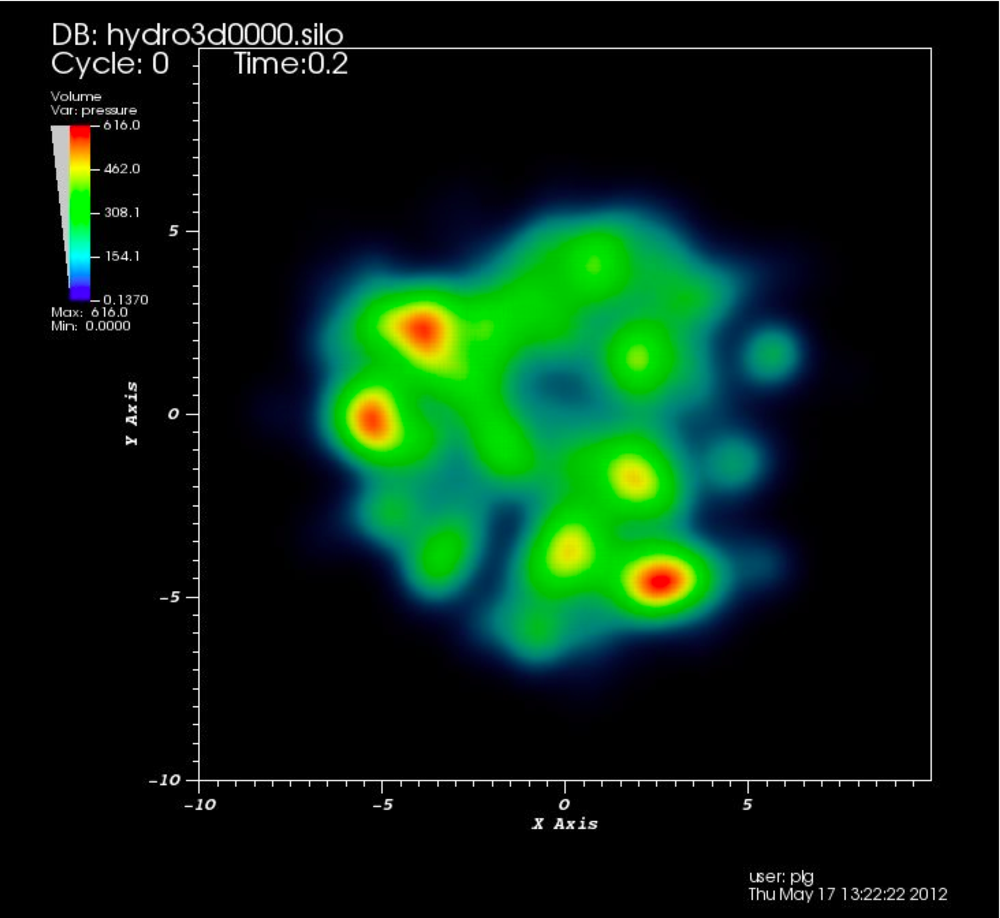 DB: hydro3d0000.silo
Cycle: 0 Time:0.2
Volume
Var: pressure
616.0
462.0
308.1
154.1
0.1370
Max: 616.0
Min: 0.0000
5
0
-5
-10
Y Axis
-10 -5 0 5
X Axis
user: plg
Thu May 17 13:22:22 2012